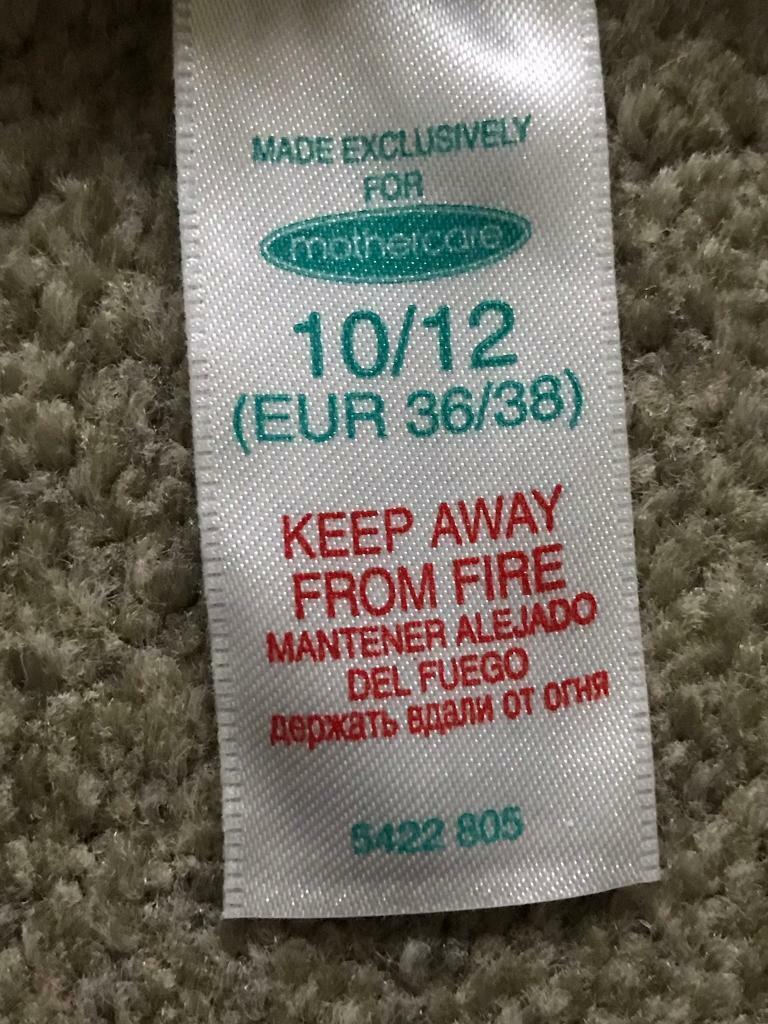 MADE EXCLUSIVELY
FOR
mothercare
10/12
(EUR 36/38)
KEEP AWAY
FROM FIRE
MANTENER ALEJADO
DEL FUEGO
держать вдали от огня
5422 805